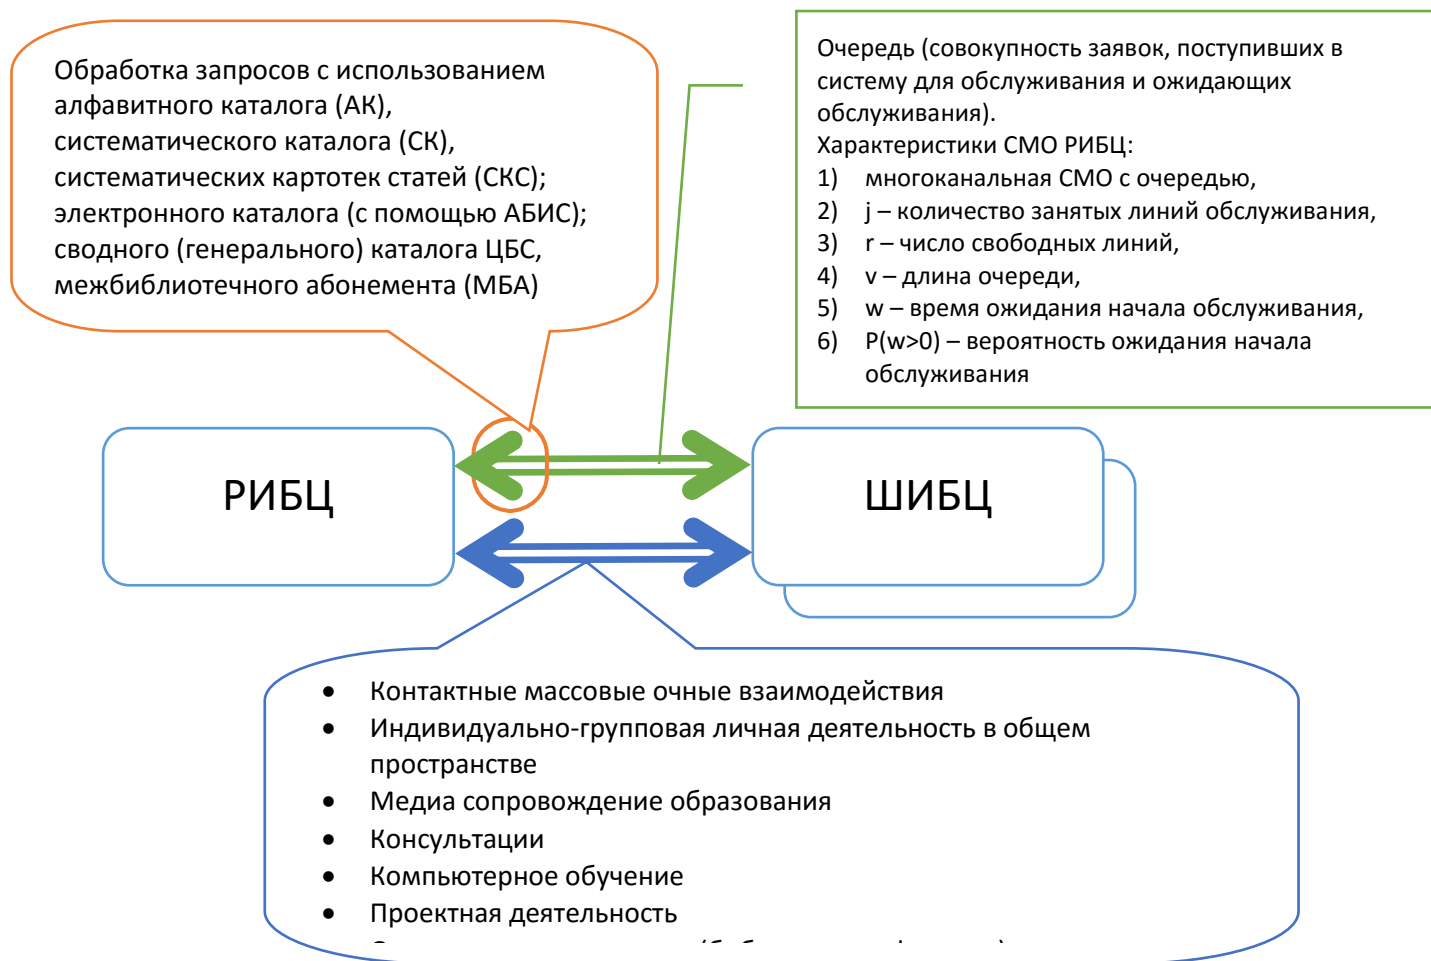 Обработка запросов с использованием
алфавитного каталога (АК),
систематического каталога (СК),
систематических картотек статей (СКС);
электронного каталога (с помощью АБИС);
сводного (генерального) каталога ЦБС,
межбиблиотечного абонемента (МБА)
Очередь (совокупность заявок, поступивших в
систему для обслуживания и ожидающих
обслуживания).
Характеристики СМО РИБЦ:
1) многоканальная СМО с очередью,
2) j – количество занятых линий обслуживания,
3) r – число свободных линий,
4) v – длина очереди,
5) w – время ожидания начала обслуживания,
6) P(w>0) – вероятность ожидания начала
обслуживания
РИБЦ
ШИБЦ
• Контактные массовые очные взаимодействия
• Индивидуально-групповая личная деятельность в общем
пространстве
• Медиа сопровождение образования
• Консультации
• Компьютерное обучение
• Проектная деятельность